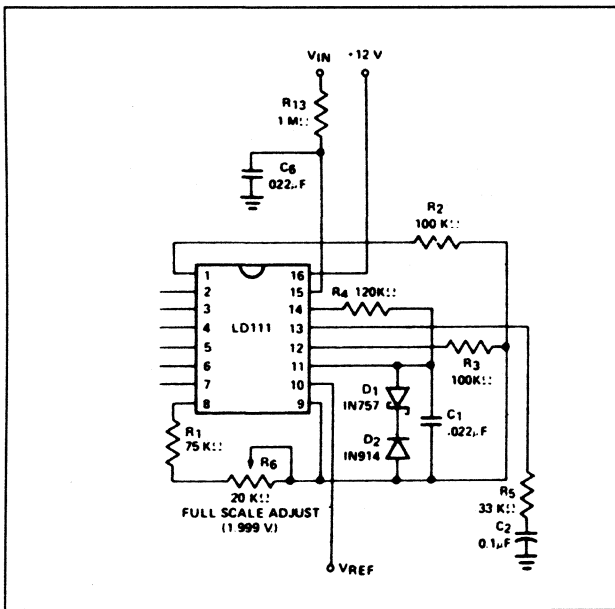 VIN +12 V
R13
1 MΩ
C6
.022μF
R2
100 KΩ
1 16
2 15
R4 120KΩ
3 14
LD111
4 13
5 12
R3
100KΩ
6 11
7 10
8 9
D1
IN757
C1
.022μF
D2
IN914
R1
75 KΩ
R6
20 KΩ
FULL SCALE ADJUST
(1.999 V)
R5
33 KΩ
C2
0.1μF
VREF